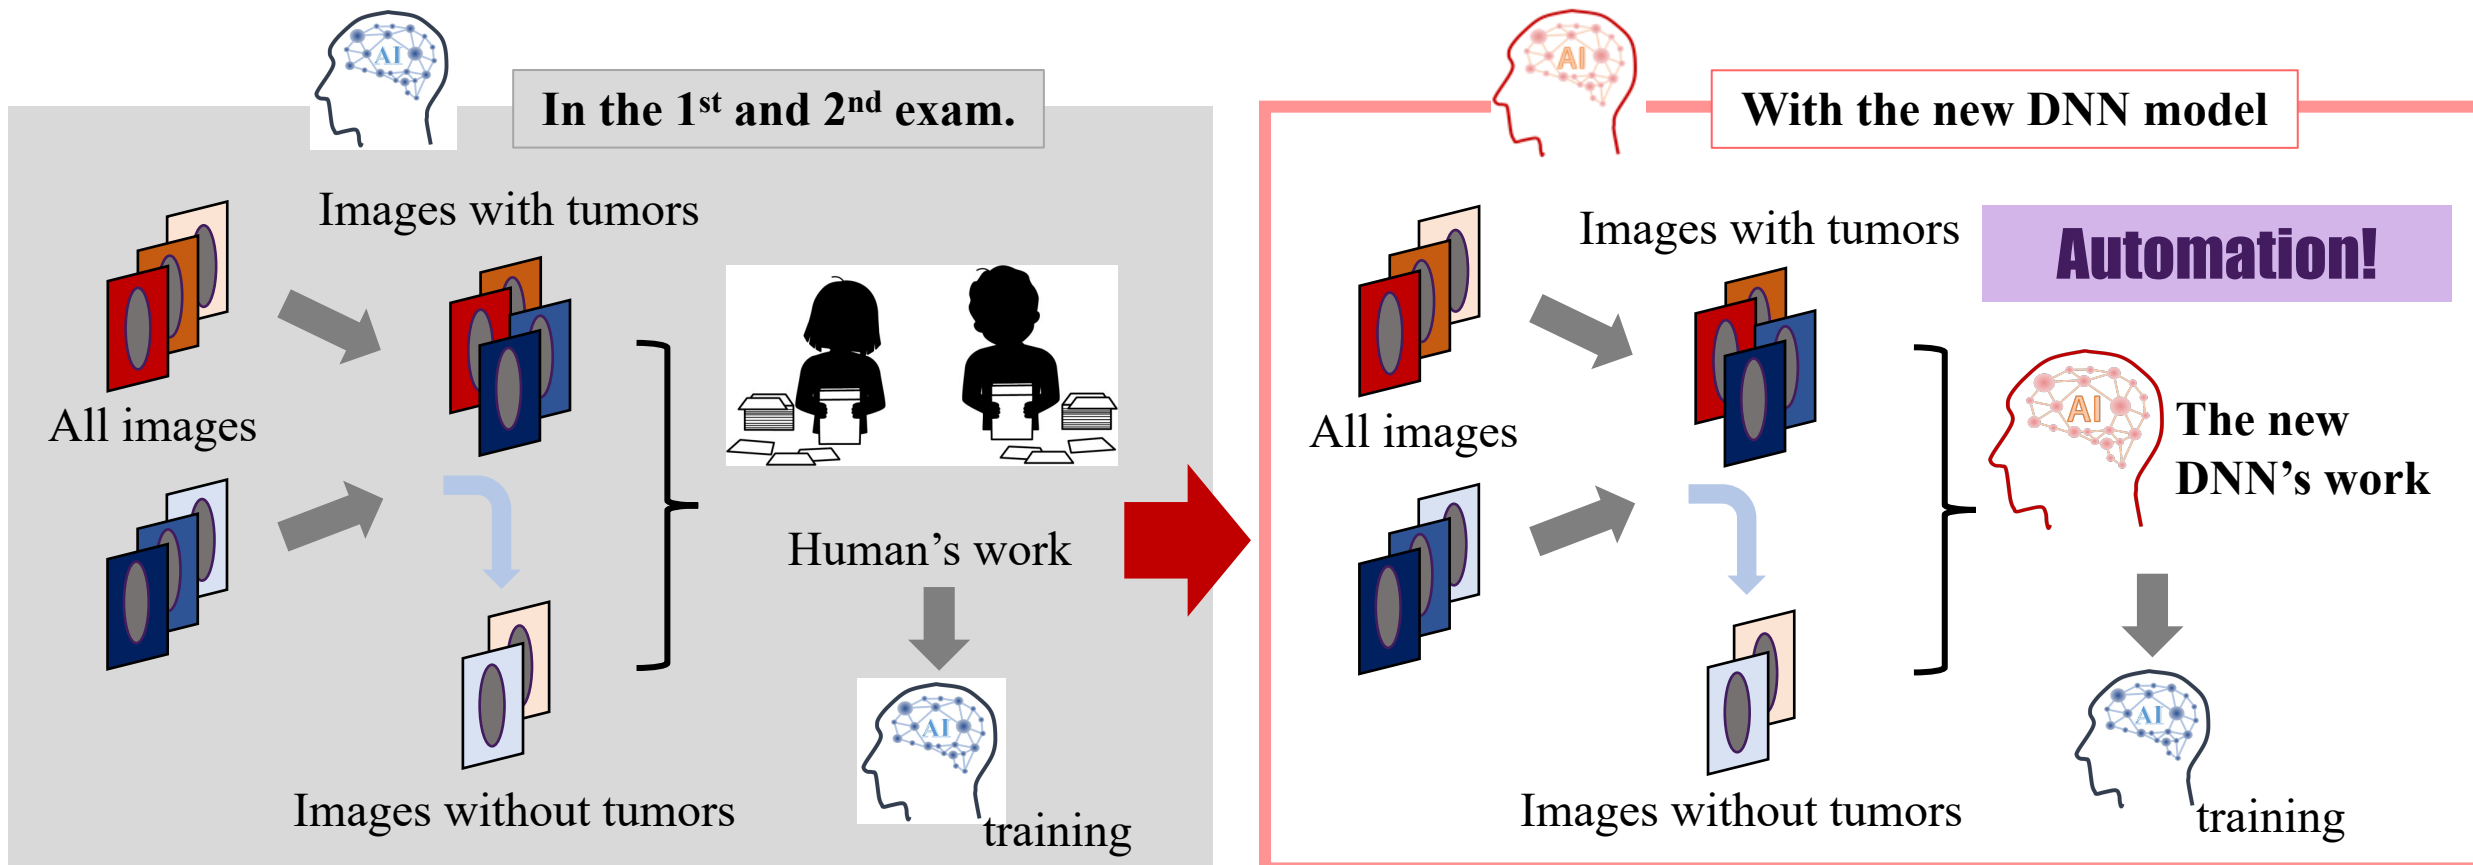 AI
In the 1st and 2nd exam.
Images with tumors
All images
Human's work
AI
training
Images without tumors
AI
With the new DNN model
Images with tumors
Automation!
All images
AI
The new
DNN's work
AI
training
Images without tumors